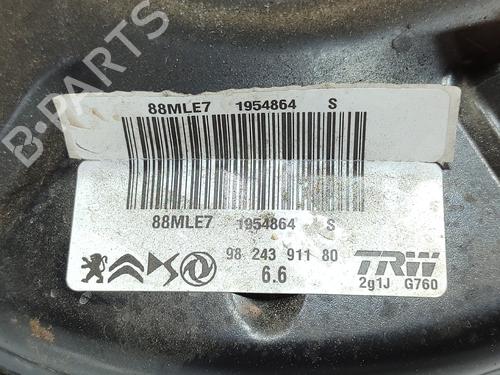 B-PARTS
88MLE7 1954864 S
88MLE7 1954864 S
98 243 911 80
6.6
TRW
2g1J G760